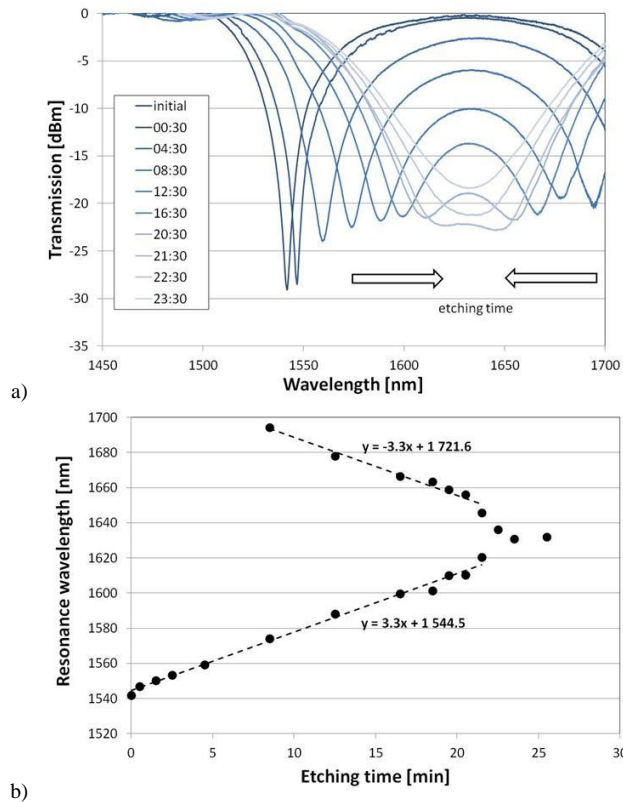 0
-5
-10
-15
-20
-25
-30
-35
Transmission [dBm]
initial
00:30
04:30
08:30
12:30
16:30
20:30
21:30
22:30
23:30
etching time
1450 1500 1550 1600 1650 1700
Wavelength [nm]
a)
1700
1680
1660
1640
1620
1600
1580
1560
1540
1520
Resonance wavelength [nm]
y = -3.3x + 1 721.6
y = 3.3x + 1 544.5
0 5 10 15 20 25 30
Etching time [min]
b)